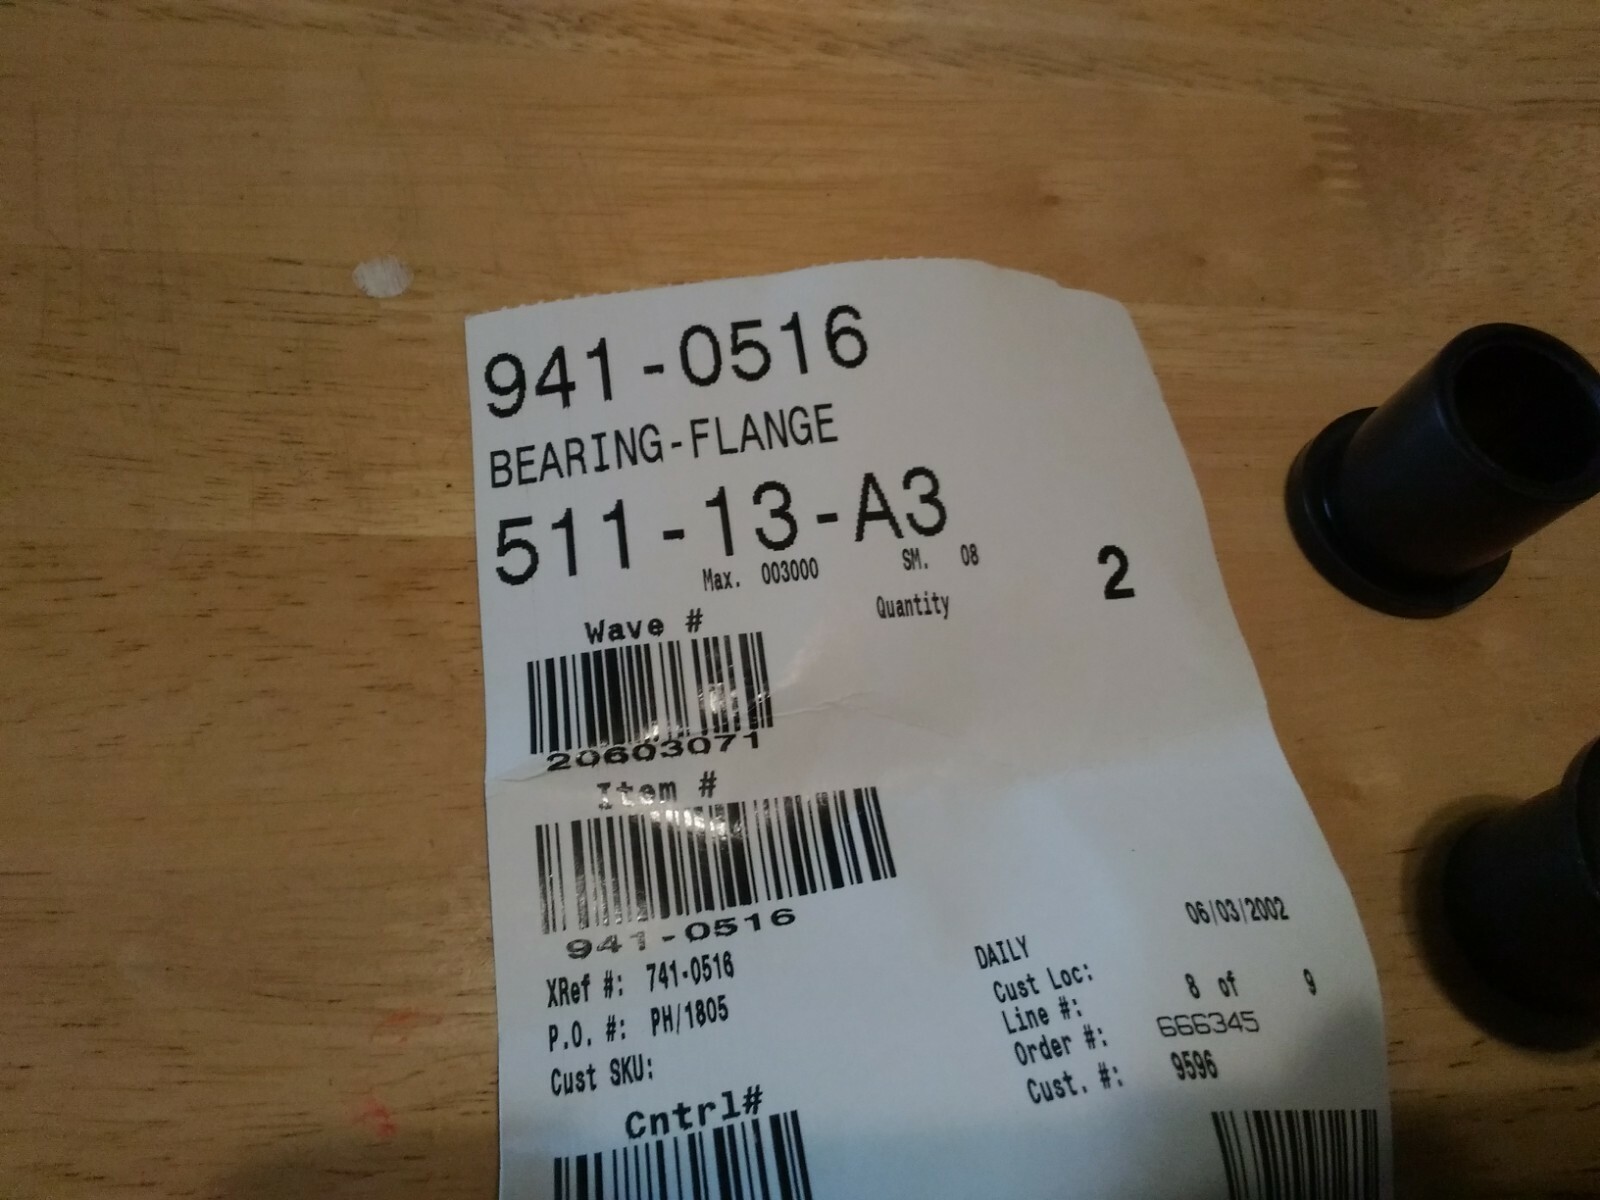 941-0516
BEARING-FLANGE
511-13-A3
Max. 003000 SM. 08
Quantity 2
Wave #
20603071
Item #
941-0516
XRef #: 741-0516
P.O. #: PH/1805
Cust SKU:
Cntrl#
06/03/2002
DAILY
Cust Loc:
Line #: 8 of 9
Order #: 666345
Cust. #: 9596